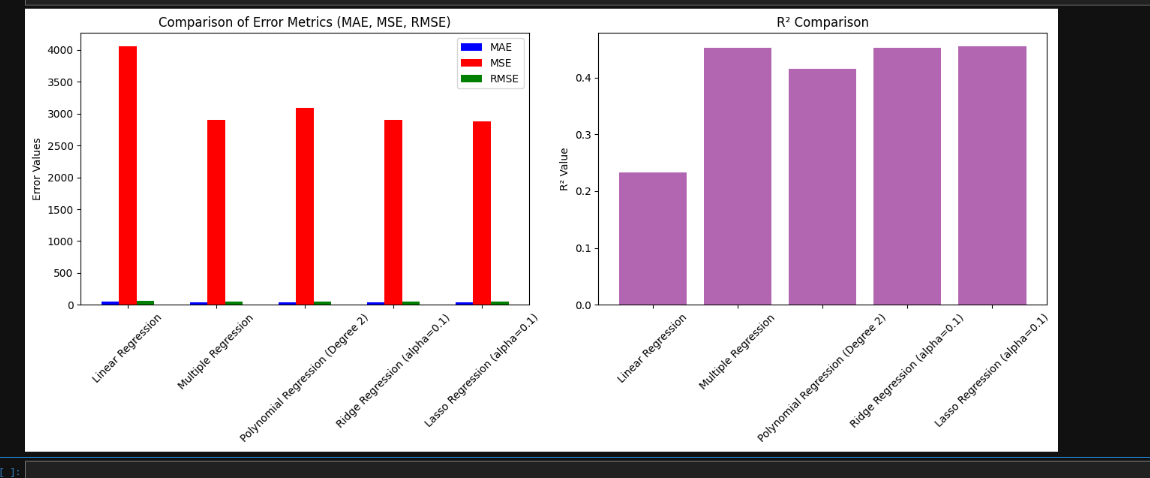 Comparison of Error Metrics (MAE, MSE, RMSE)
MAE
MSE
RMSE
Error Values
4000
3500
3000
2500
2000
1500
1000
500
0
Linear Regression
Multiple Regression
Polynomial Regression (Degree 2)
Ridge Regression (alpha=0.1)
Lasso Regression (alpha=0.1)
R² Comparison
R² Value
0.4
0.3
0.2
0.1
0.0
Linear Regression
Multiple Regression
Polynomial Regression (Degree 2)
Ridge Regression (alpha=0.1)
Lasso Regression (alpha=0.1)
[ ]: